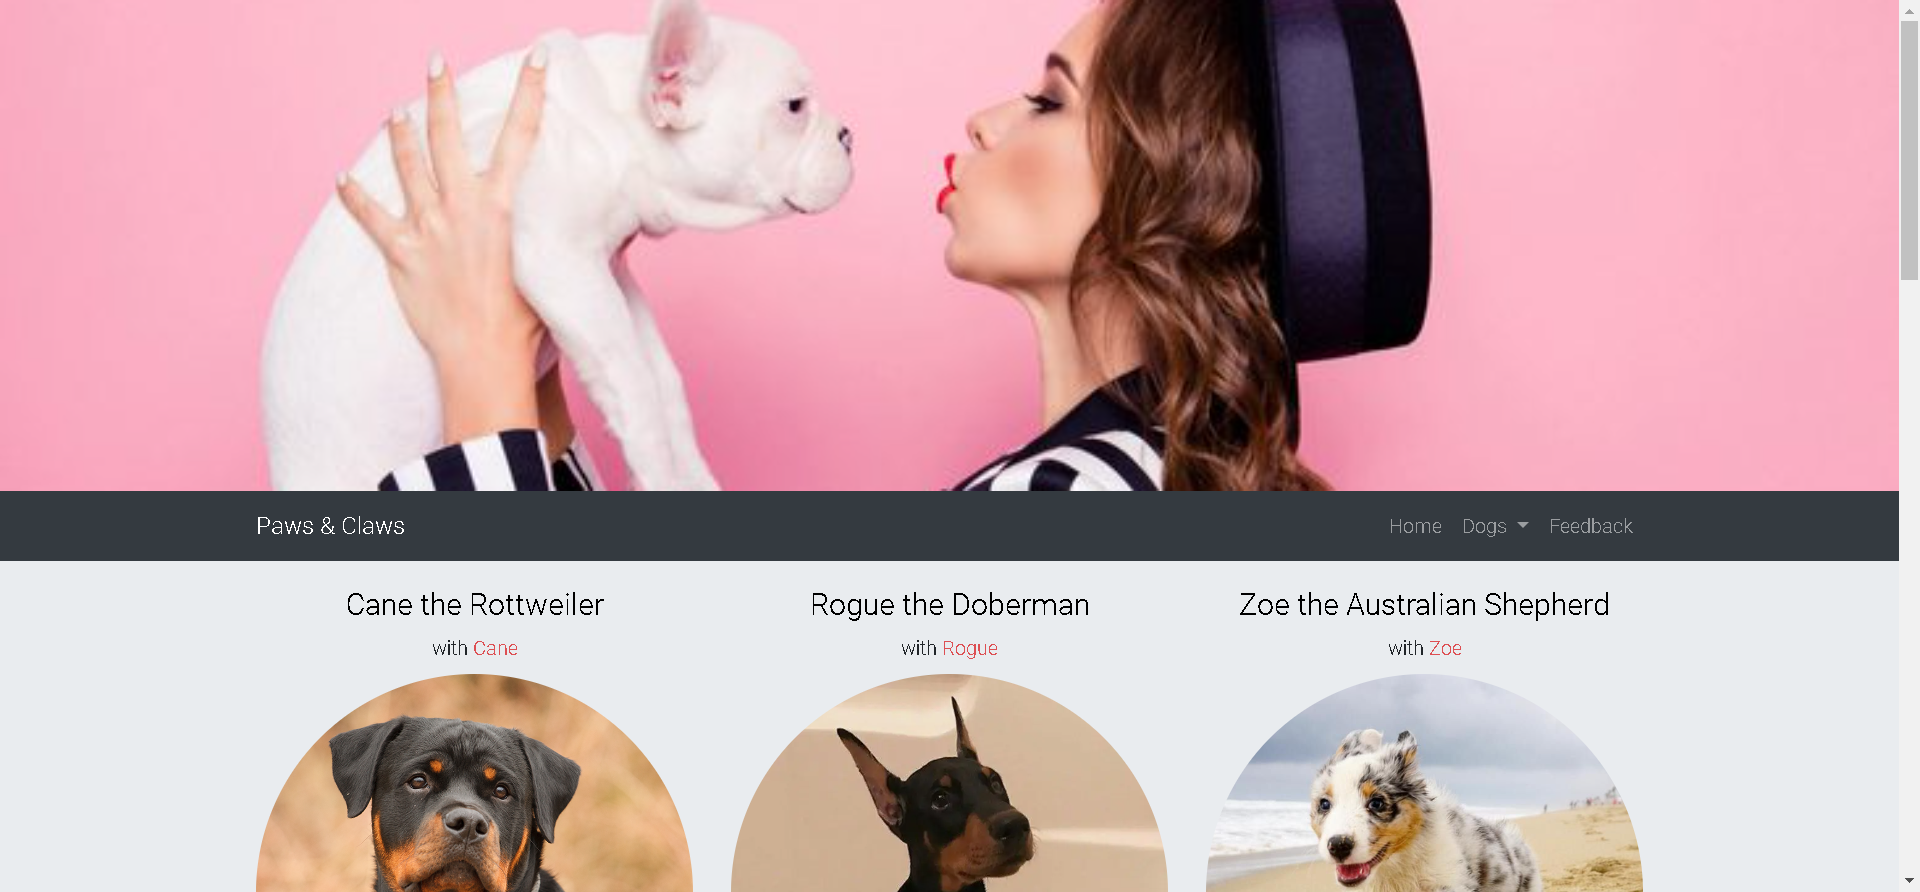 Paws & Claws
Home Dogs Feedback
Cane the Rottweiler
with Cane
Rogue the Doberman
with Rogue
Zoe the Australian Shepherd
with Zoe